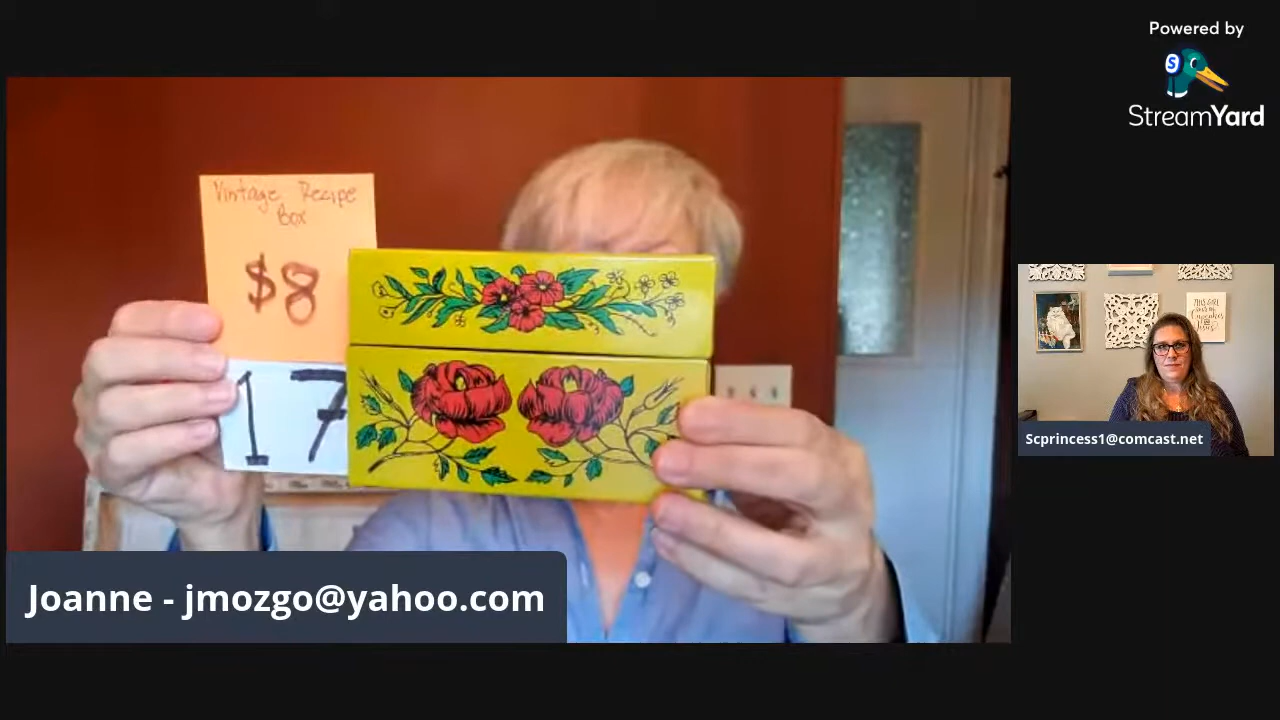 Powered by
StreamYard
Vintage Recipe
Box
$8
17
Joanne - jmozgo@yahoo.com
Scprincess1@comcast.net